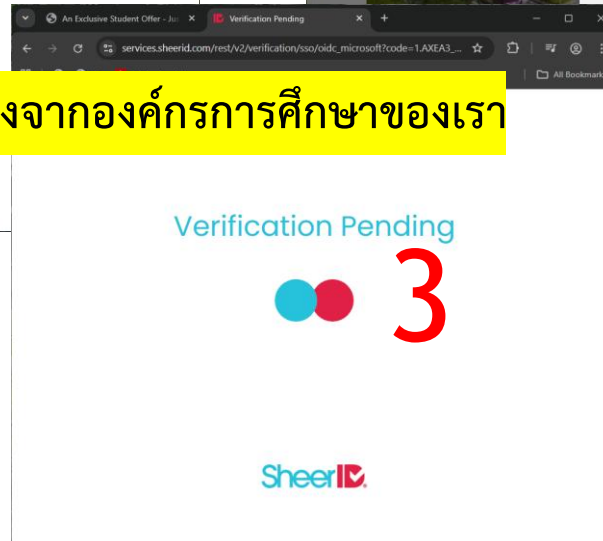 An Exclusive Student Offer - Jus
Verification Pending
services.sheerid.com/rest/v2/verification/sso/oidc_microsoft?code=1.AXEA3_...
All Bookmark
งจากองค์กรการศึกษาของเรา
Verification Pending
3
SheerID